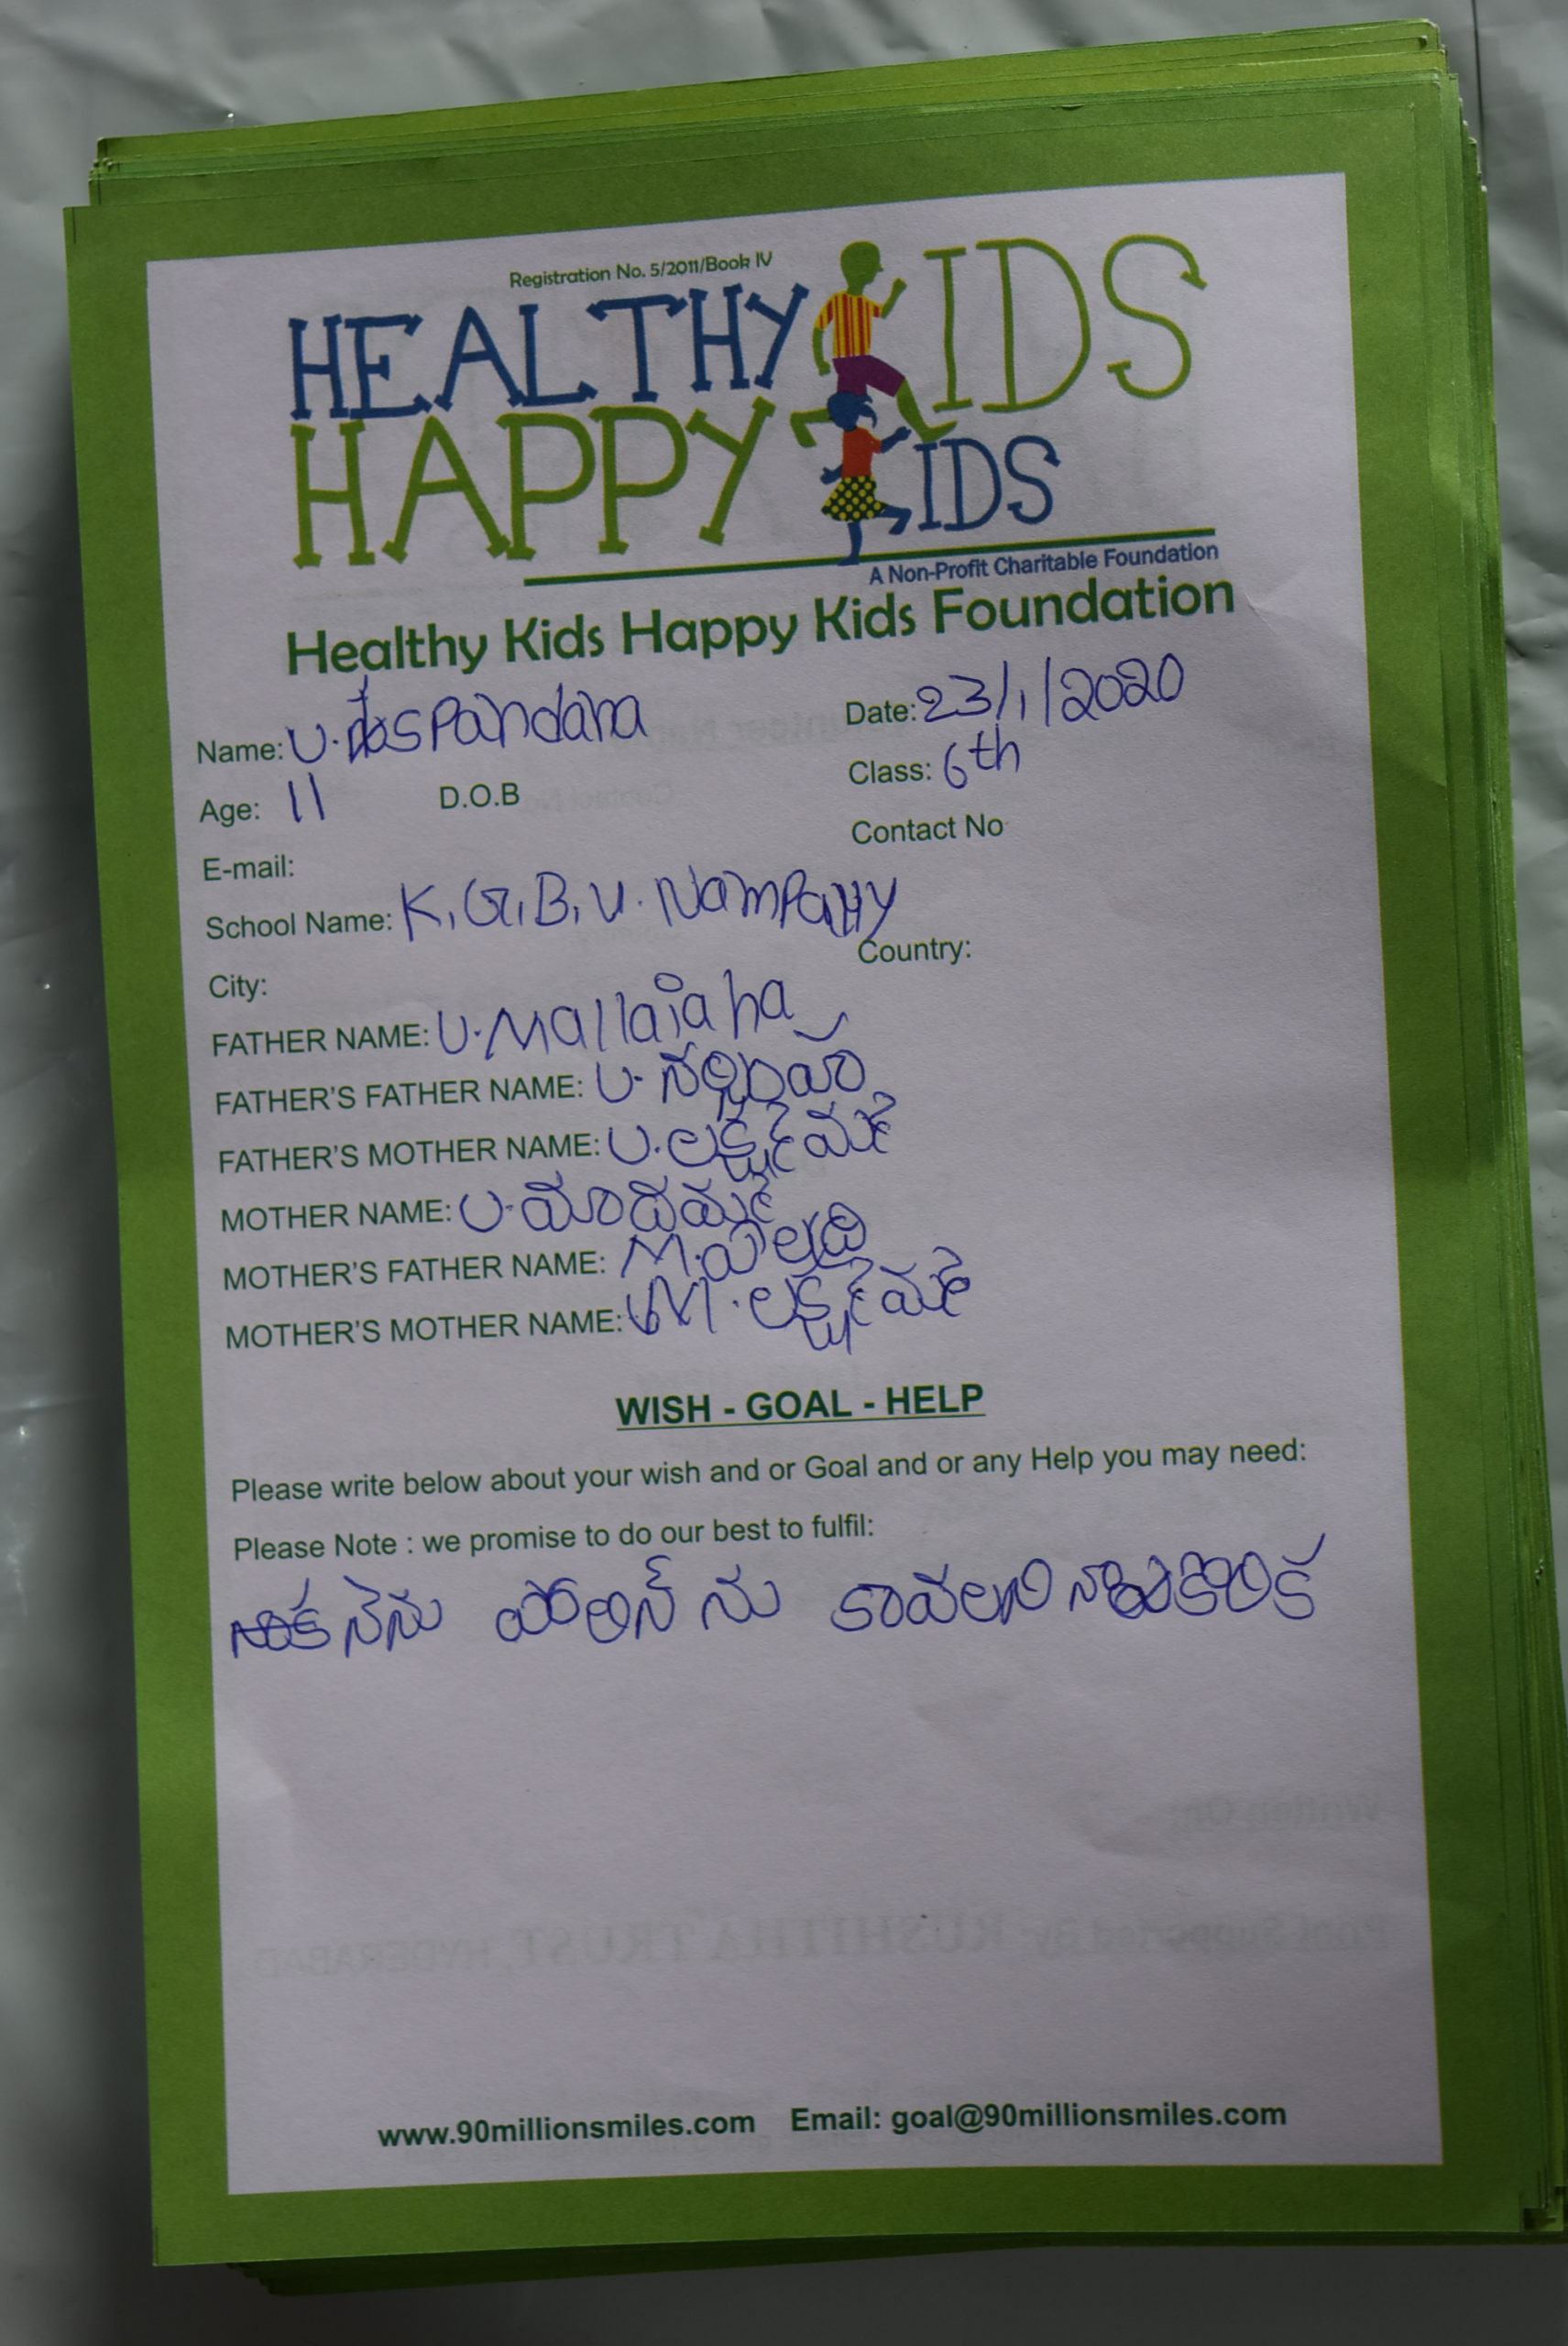 Registration No. 5/2011/Book IV
HEALTHY KIDS
HAPPY KIDS
A Non-Profit Charitable Foundation
Healthy Kids Happy Kids Foundation
Name: U. Spandana Date: 23/1/2020
Age: 11 D.O.B Class: 6th
Contact No
E-mail:
School Name: K.G.B.V. Nampally
City: Country:
FATHER NAME: U. Mallaiaha
FATHER'S FATHER NAME: U.
FATHER'S MOTHER NAME: U. లక్ష్మమ్మ
MOTHER NAME: U. యాదమ్మ
MOTHER'S FATHER NAME: M.
MOTHER'S MOTHER NAME: M. లక్ష్మమ్మ
WISH - GOAL - HELP
Please write below about your wish and or Goal and or any Help you may need:
Please Note : we promise to do our best to fulfil:
నేను పోలిస్ ను కావలని కోరిక
www.90millionsmiles.com Email: goal@90millionsmiles.com